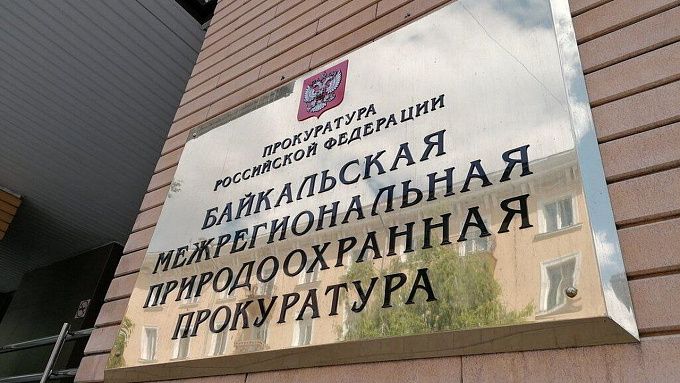 ПРОКУРАТУРА
РОССИЙСКОЙ ФЕДЕРАЦИИ
БАЙКАЛЬСКАЯ
МЕЖРЕГИОНАЛЬНАЯ
ПРИРОДООХРАННАЯ
ПРОКУРАТУРА